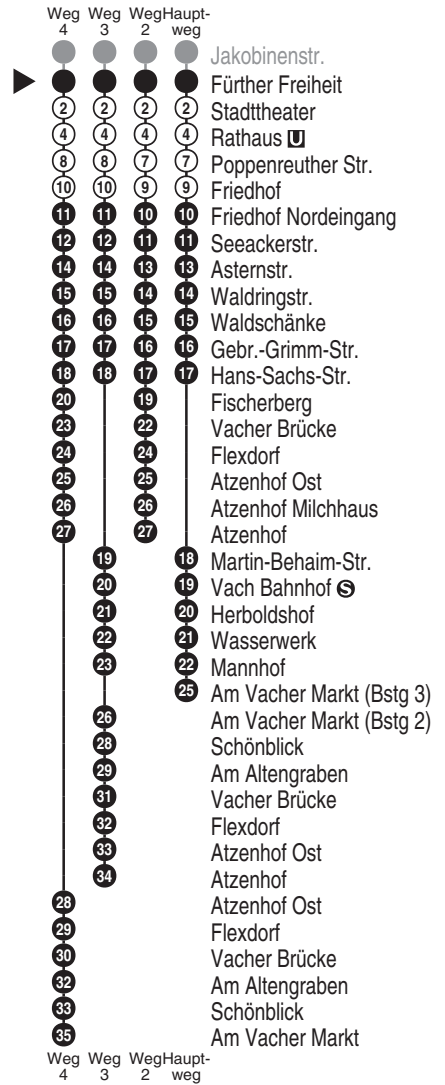 Weg Weg Weg Haupt-
4 3 2 weg
Jakobinenstr.
Fürther Freiheit
2 2 2 2 Stadttheater
4 4 4 4 Rathaus U
8 8 7 7 Poppenreuther Str.
10 10 9 9 Friedhof
11 11 10 10 Friedhof Nordeingang
12 12 11 11 Seeackerstr.
14 14 13 13 Asternstr.
15 15 14 14 Waldringstr.
16 16 15 15 Waldschänke
17 17 16 16 Gebr.-Grimm-Str.
18 18 17 17 Hans-Sachs-Str.
20 19 Fischerberg
23 22 Vacher Brücke
24 24 Flexdorf
25 25 Atzenhof Ost
26 26 Atzenhof Milchhaus
27 27 Atzenhof
19 18 Martin-Behaim-Str.
20 19 Vach Bahnhof S
21 20 Herboldshof
22 21 Wasserwerk
23 22 Mannhof
25 Am Vacher Markt (Bstg 3)
26 Am Vacher Markt (Bstg 2)
28 Schönblick
29 Am Altengraben
31 Vacher Brücke
32 Flexdorf
33 Atzenhof Ost
34 Atzenhof
28 Atzenhof Ost
29 Flexdorf
30 Vacher Brücke
32 Am Altengraben
33 Schönblick
35 Am Vacher Markt
Weg Weg Weg Haupt-
4 3 2 weg